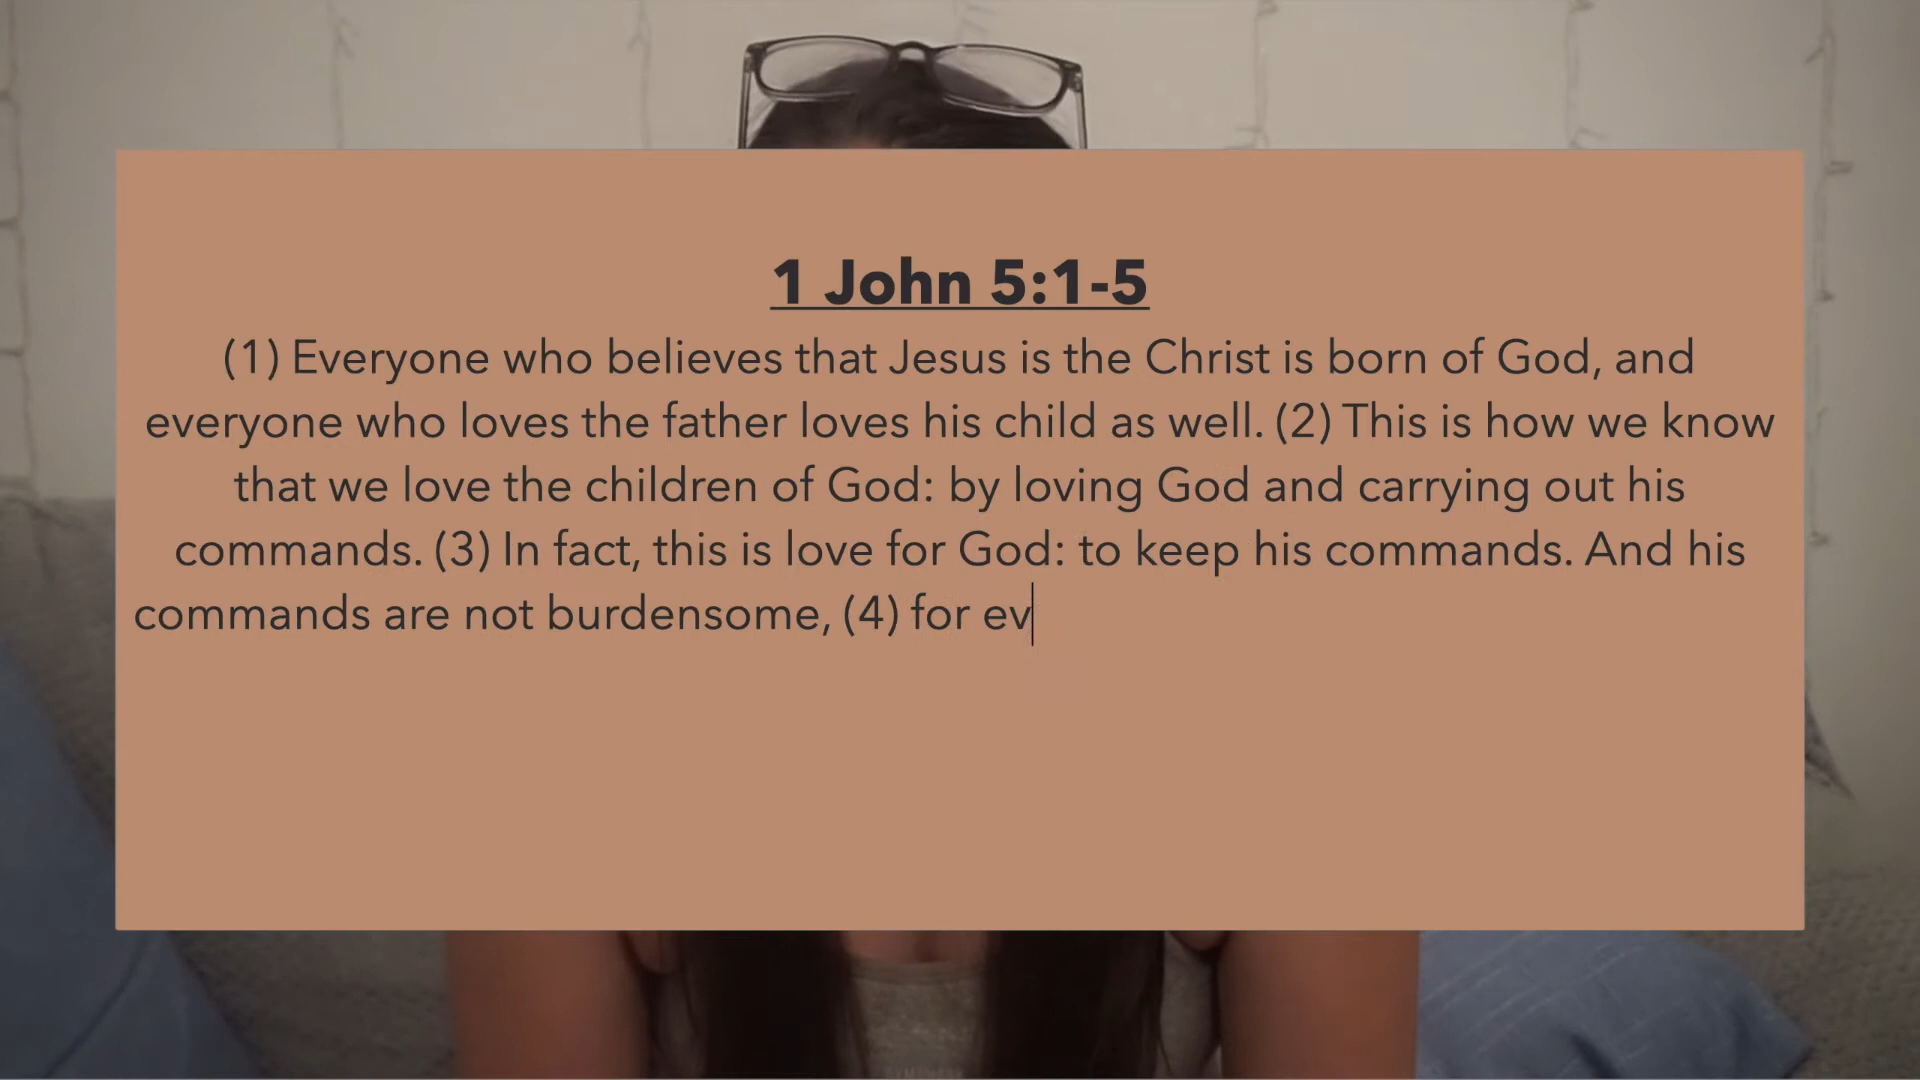 1 John 5:1-5
(1) Everyone who believes that Jesus is the Christ is born of God, and
everyone who loves the father loves his child as well. (2) This is how we know
that we love the children of God: by loving God and carrying out his
commands. (3) In fact, this is love for God: to keep his commands. And his
commands are not burdensome, (4) for ev